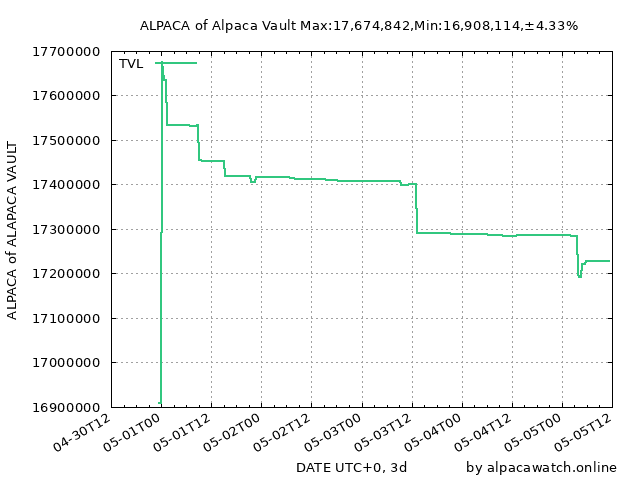 ALPACA of Alpaca Vault Max:17,674,842,Min:16,908,114,±4.33%
17700000
TVL
17600000
17500000
17400000
17300000
17200000
17100000
17000000
16900000
ALPACA of ALAPACA VAULT
04-30T12
05-01T00
05-01T12
05-02T00
05-02T12
05-03T00
05-03T12
05-04T00
05-04T12
05-05T00
05-05T12
DATE UTC+0, 3d
by alpacawatch.online